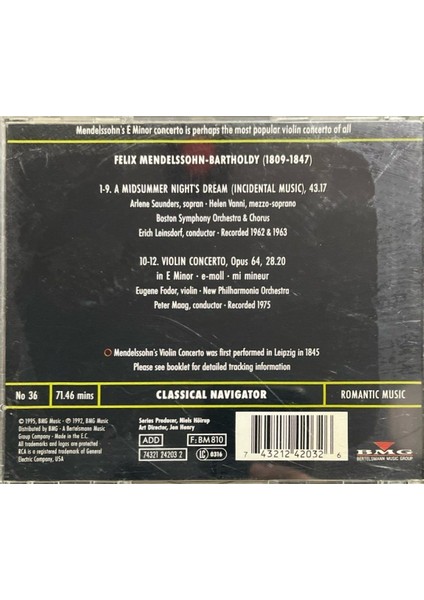 Mendelssohn's E Minor concerto is perhaps the most popular violin concerto of all
FELIX MENDELSSOHN-BARTHOLDY (1809-1847)
1-9. A MIDSUMMER NIGHT'S DREAM (INCIDENTAL MUSIC), 43.17
Arlene Saunders, sopran · Helen Vanni, mezzo-soprano
Boston Symphony Orchestra & Chorus
Erich Leinsdorf, conductor · Recorded 1962 & 1963
10-12. VIOLIN CONCERTO, Opus 64, 28.20
in E Minor · e-moll · mi mineur
Eugene Fodor, violin · New Philharmonia Orchestra
Peter Maag, conductor · Recorded 1975
Mendelssohn's Violin Concerto was first performed in Leipzig in 1845
Please see booklet for detailed tracking information
No 36 71.46 mins CLASSICAL NAVIGATOR ROMANTIC MUSIC
© 1995, BMG Music · ℗ 1992, BMG Music
Distributed by BMG - A Bertelsmann Music
Group Company · Made in the E.C.
All trademarks are registered
RCA is a registered trademark of General
Electric Company, USA
Series Producer, Niels Häürup
Art Director, Jon Henry
ADD F: BM 810
74321 24203 2 LC 0316
7 43212 42032 6
BMG
BERTELSMANN MUSIC GROUP